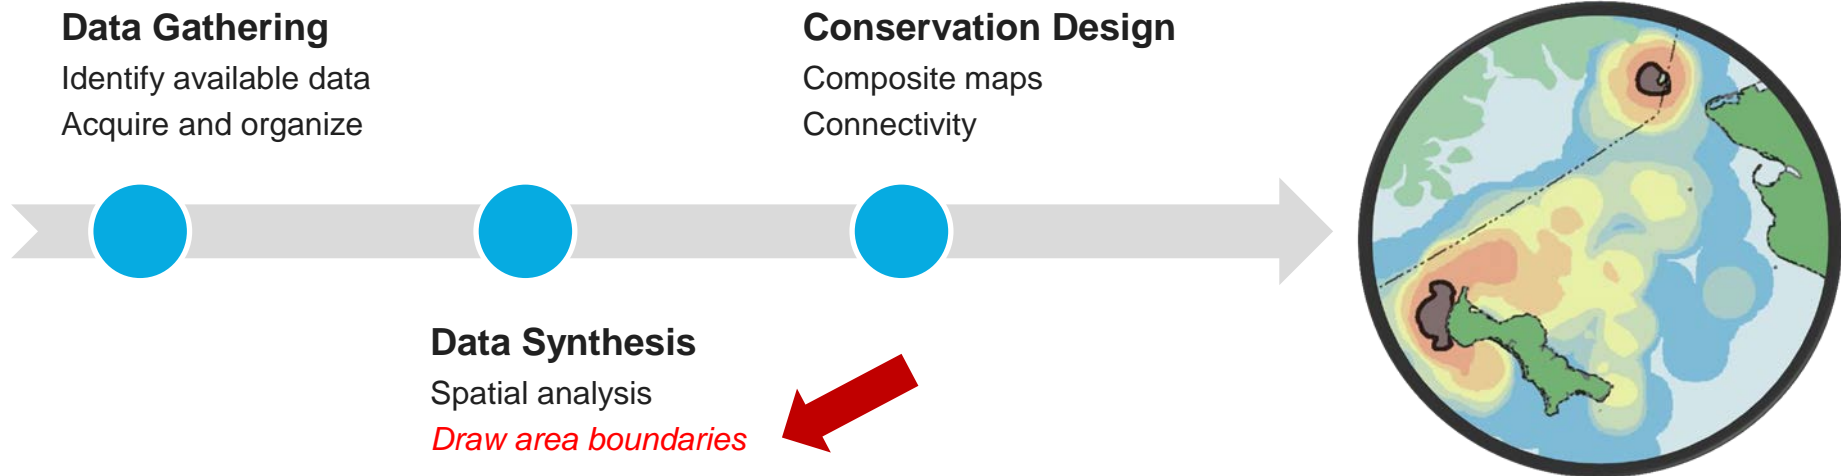 Data Gathering
Identify available data
Acquire and organize
Conservation Design
Composite maps
Connectivity
Data Synthesis
Spatial analysis
Draw area boundaries